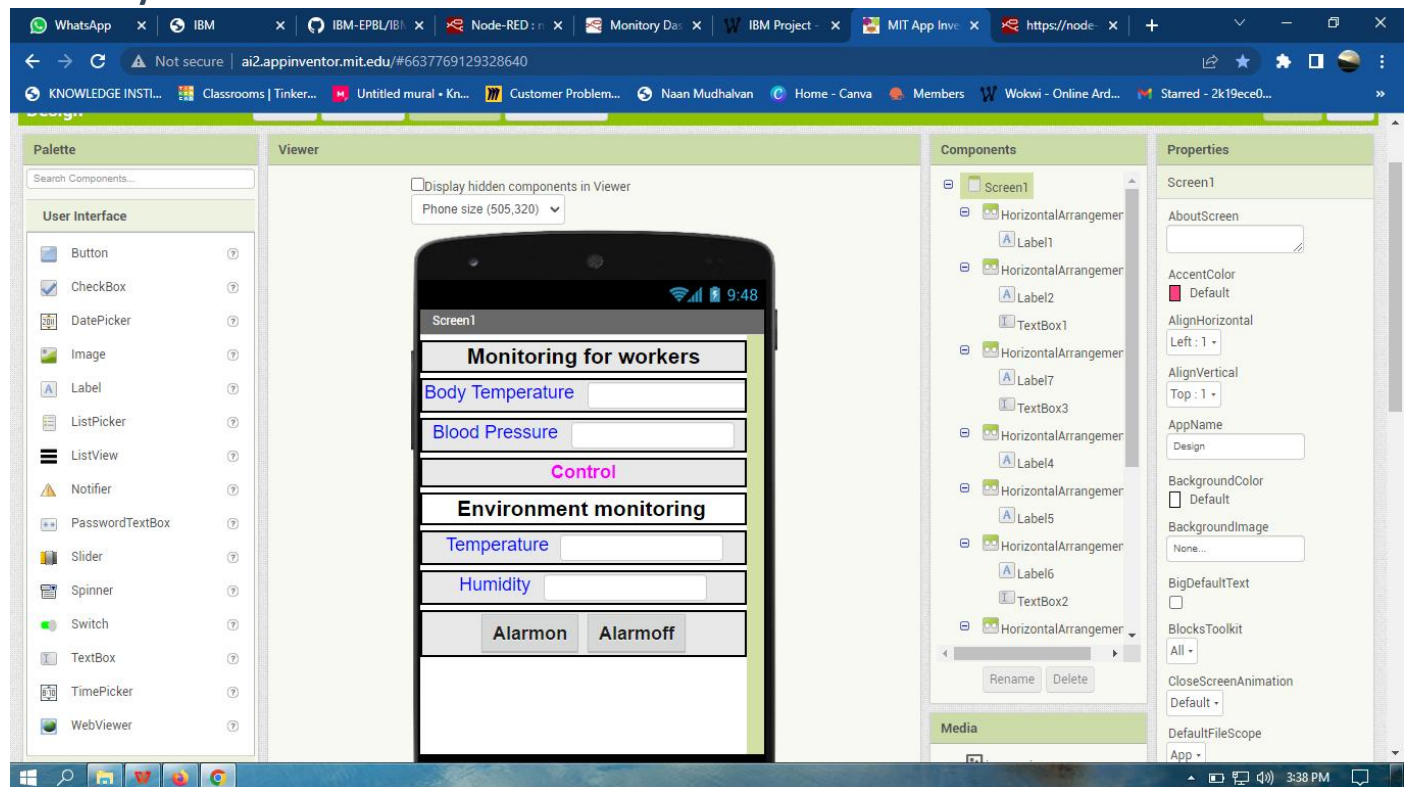 WhatsApp IBM IBM-EPBL/IBN Node-RED : n Monitory Das IBM Project - MIT App Inve https://node-
Not secure ai2.appinventor.mit.edu/#6637769129328640
KNOWLEDGE INSTI... Classrooms | Tinker... Untitled mural • Kn... Customer Problem... Naan Mudhalvan Home - Canva Members Wokwi - Online Ard... Starred - 2k19ece0... »
Design
Palette
Search Components...
User Interface
Button
CheckBox
DatePicker
Image
Label
ListPicker
ListView
Notifier
PasswordTextBox
Slider
Spinner
Switch
TextBox
TimePicker
WebViewer
Viewer
Display hidden components in Viewer
Phone size (505,320)
9:48
Screen1
Monitoring for workers
Body Temperature
Blood Pressure
Control
Environment monitoring
Temperature
Humidity
Alarmon Alarmoff
Components
Screen1
HorizontalArrangemer
Label1
HorizontalArrangemer
Label2
TextBox1
HorizontalArrangemer
Label7
TextBox3
HorizontalArrangemer
Label4
HorizontalArrangemer
Label5
HorizontalArrangemer
Label6
TextBox2
HorizontalArrangemer
Rename Delete
Media
Properties
Screen1
AboutScreen
AccentColor
Default
AlignHorizontal
Left : 1
AlignVertical
Top : 1
AppName
Design
BackgroundColor
Default
BackgroundImage
None...
BigDefaultText
BlocksToolkit
All
CloseScreenAnimation
Default
DefaultFileScope
App
3:38 PM